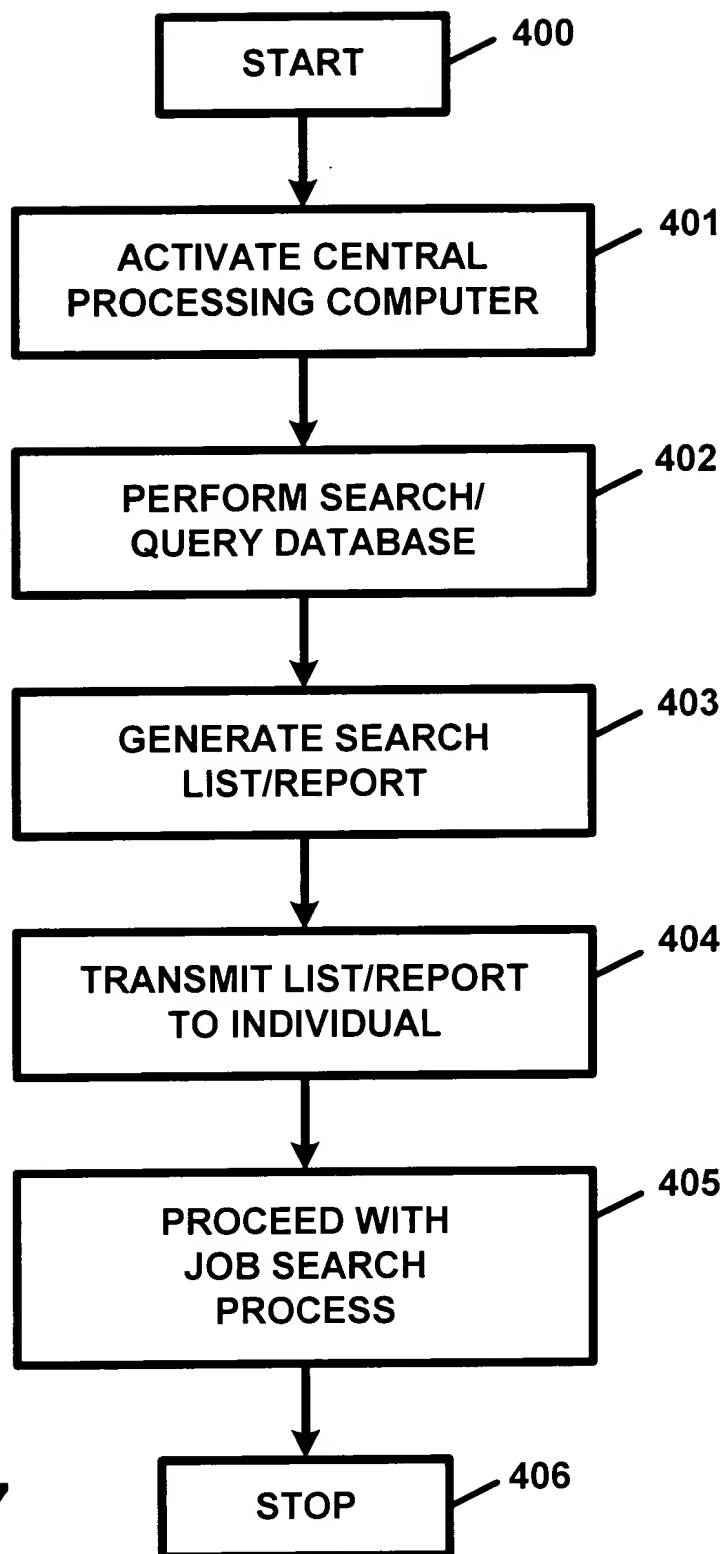 START
400
ACTIVATE CENTRAL
PROCESSING COMPUTER
401
PERFORM SEARCH/
QUERY DATABASE
402
GENERATE SEARCH
LIST/REPORT
403
TRANSMIT LIST/REPORT
TO INDIVIDUAL
404
PROCEED WITH
JOB SEARCH
PROCESS
405
STOP
406